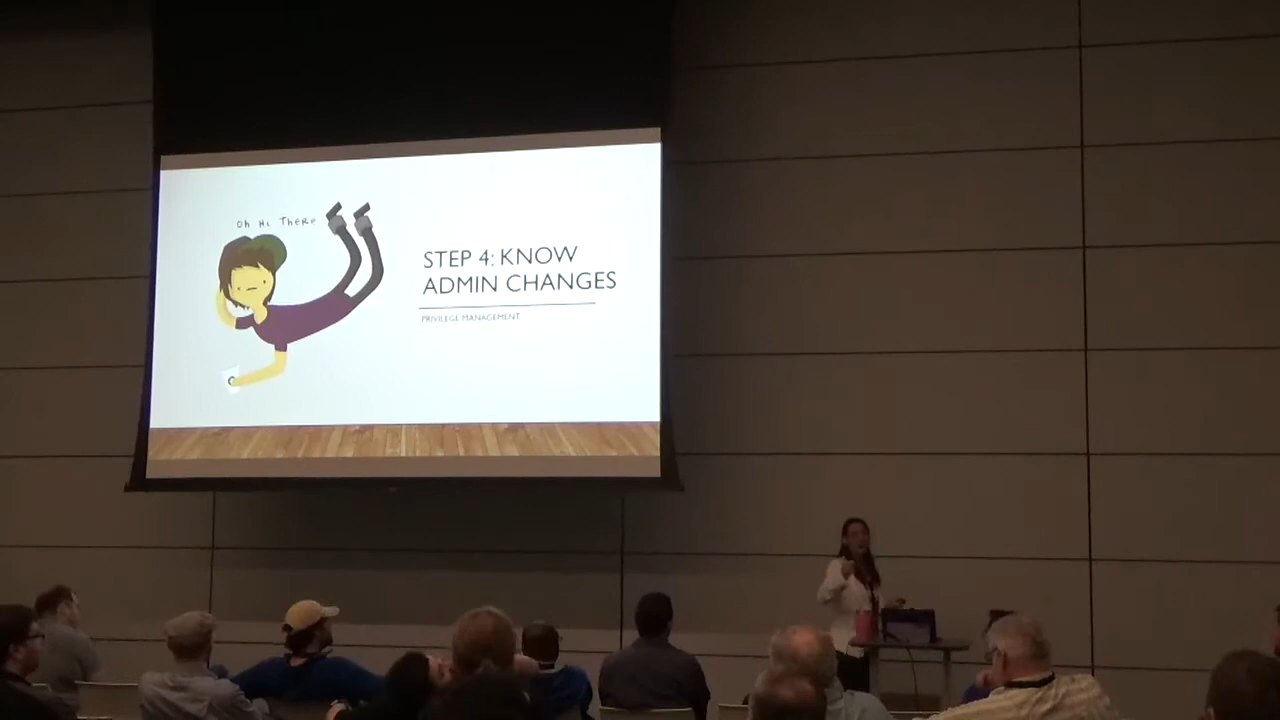 Oh Hi There
STEP 4: KNOW
ADMIN CHANGES
PRIVILEGE MANAGEMENT